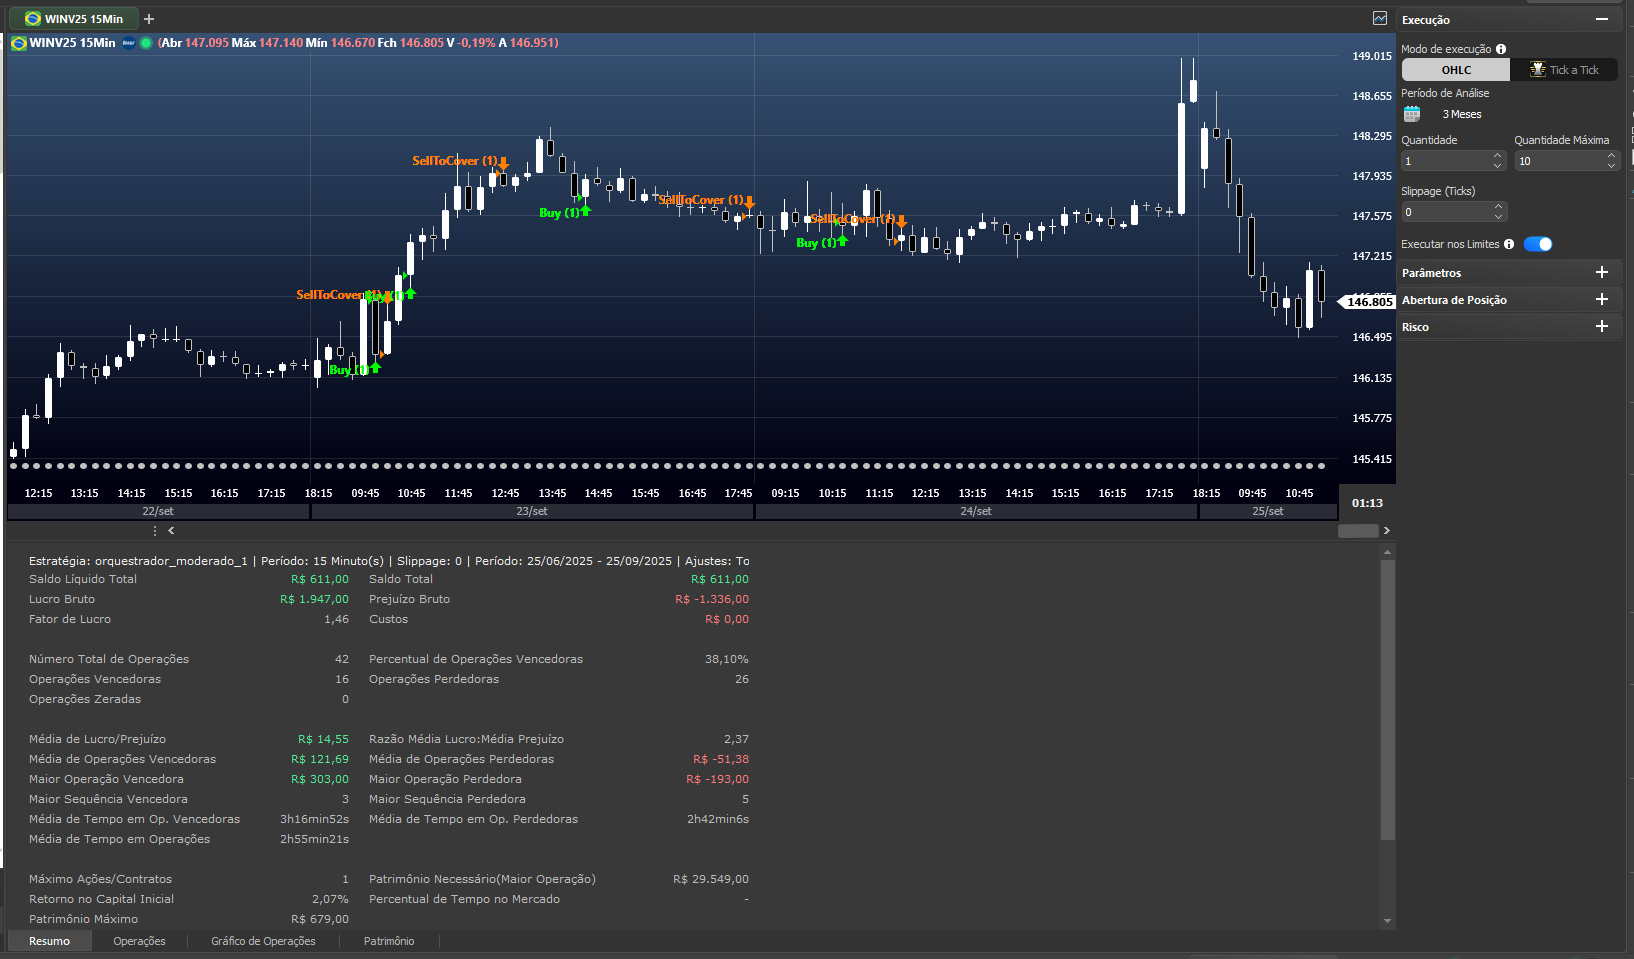 WINV25 15Min +
WINV25 15Min (Abr 147.095 Máx 147.140 Mín 146.670 Fch 146.805 V -0,19% A 146.951)
149.015
148.655
148.295
147.935
147.575
147.215
146.805
146.495
146.135
145.775
145.415
SellToCover (1)
Buy (1)
SellToCover (1)
SellToCover (1)
Buy (1)
SellToCover (1)
Buy (1)
12:15 13:15 14:15 15:15 16:15 17:15 18:15 09:45 10:45 11:45 12:45 13:45 14:45 15:45 16:45 17:45 09:15 10:15 11:15 12:15 13:15 14:15 15:15 16:15 17:15 18:15 09:45 10:45
01:13
22/set 23/set 24/set 25/set
Execução
Modo de execução
OHLC Tick a Tick
Período de Análise
3 Meses
Quantidade Quantidade Máxima
1 10
Slippage (Ticks)
0
Executar nos Limites
Parâmetros +
Abertura de Posição +
Risco +
Estratégia: orquestrador_moderado_1 | Período: 15 Minuto(s) | Slippage: 0 | Período: 25/06/2025 - 25/09/2025 | Ajustes: To
Saldo Líquido Total R$ 611,00 Saldo Total R$ 611,00
Lucro Bruto R$ 1.947,00 Prejuízo Bruto R$ -1.336,00
Fator de Lucro 1,46 Custos R$ 0,00
Número Total de Operações 42 Percentual de Operações Vencedoras 38,10%
Operações Vencedoras 16 Operações Perdedoras 26
Operações Zeradas 0
Média de Lucro/Prejuízo R$ 14,55 Razão Média Lucro:Média Prejuízo 2,37
Média de Operações Vencedoras R$ 121,69 Média de Operações Perdedoras R$ -51,38
Maior Operação Vencedora R$ 303,00 Maior Operação Perdedora R$ -193,00
Maior Sequência Vencedora 3 Maior Sequência Perdedora 5
Média de Tempo em Op. Vencedoras 3h16min52s Média de Tempo em Op. Perdedoras 2h42min6s
Média de Tempo em Operações 2h55min21s
Máximo Ações/Contratos 1 Patrimônio Necessário(Maior Operação) R$ 29.549,00
Retorno no Capital Inicial 2,07% Percentual de Tempo no Mercado -
Patrimônio Máximo R$ 679,00
Resumo Operações Gráfico de Operações Patrimônio